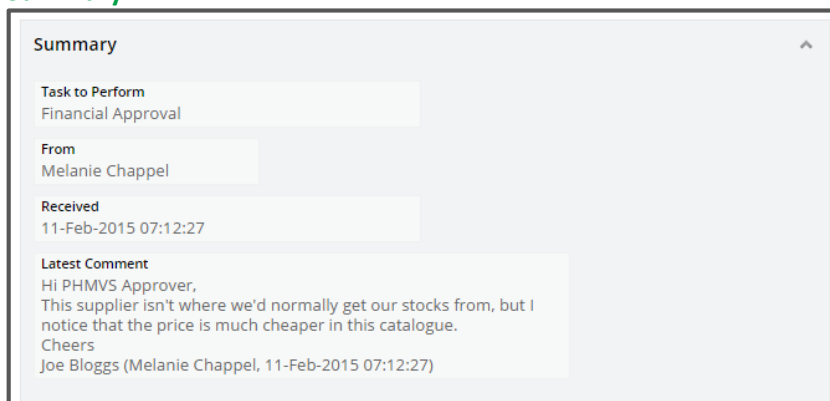 Summary
Task to Perform
Financial Approval
From
Melanie Chappel
Received
11-Feb-2015 07:12:27
Latest Comment
Hi PHMVS Approver,
This supplier isn't where we'd normally get our stocks from, but I
notice that the price is much cheaper in this catalogue.
Cheers
Joe Bloggs (Melanie Chappel, 11-Feb-2015 07:12:27)